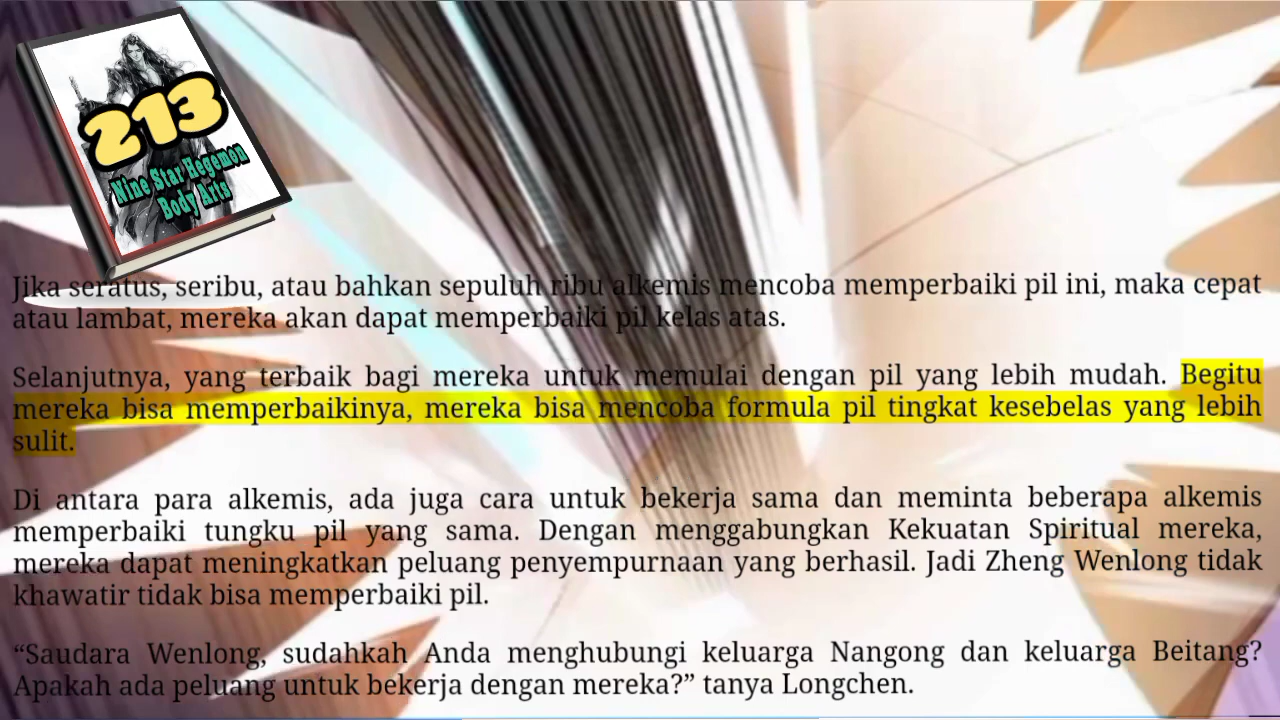 213
Nine Star Hegemon
Body Arts
Jika seratus, seribu, atau bahkan sepuluh ribu alkemis mencoba memperbaiki pil ini, maka cepat
atau lambat, mereka akan dapat memperbaiki pil kelas atas.
Selanjutnya, yang terbaik bagi mereka untuk memulai dengan pil yang lebih mudah. Begitu
mereka bisa memperbaikinya, mereka bisa mencoba formula pil tingkat kesebelas yang lebih
sulit.
Di antara para alkemis, ada juga cara untuk bekerja sama dan meminta beberapa alkemis
memperbaiki tungku pil yang sama. Dengan menggabungkan Kekuatan Spiritual mereka,
mereka dapat meningkatkan peluang penyempurnaan yang berhasil. Jadi Zheng Wenlong tidak
khawatir tidak bisa memperbaiki pil.
“Saudara Wenlong, sudahkah Anda menghubungi keluarga Nangong dan keluarga Beitang?
Apakah ada peluang untuk bekerja dengan mereka?” tanya Longchen.